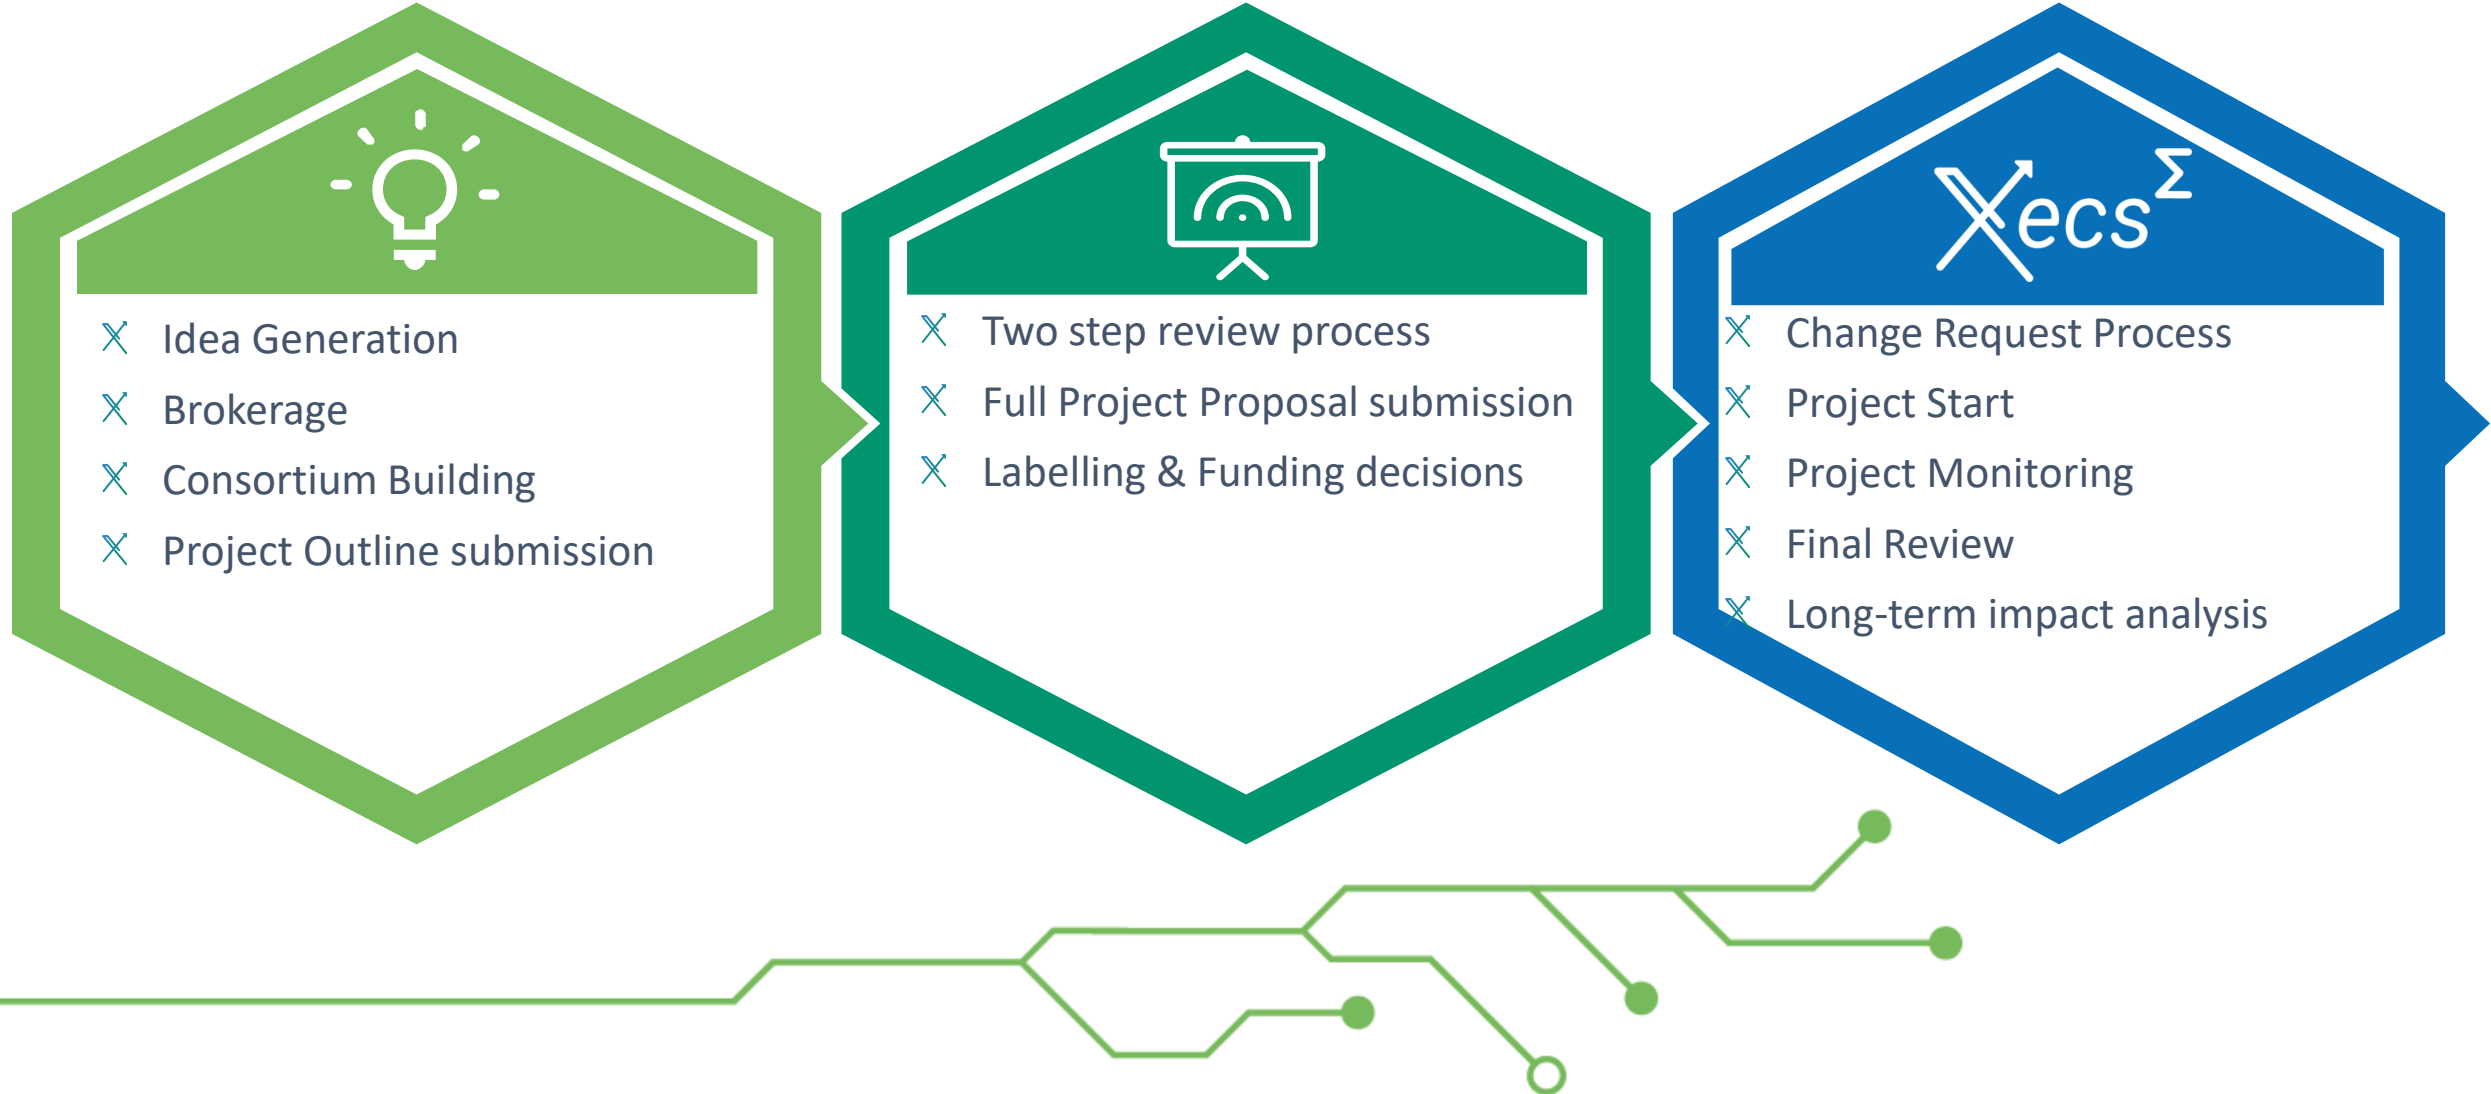 Idea Generation
Brokerage
Consortium Building
Project Outline submission
Two step review process
Full Project Proposal submission
Labelling & Funding decisions
Xecs Σ
Change Request Process
Project Start
Project Monitoring
Final Review
Long-term impact analysis